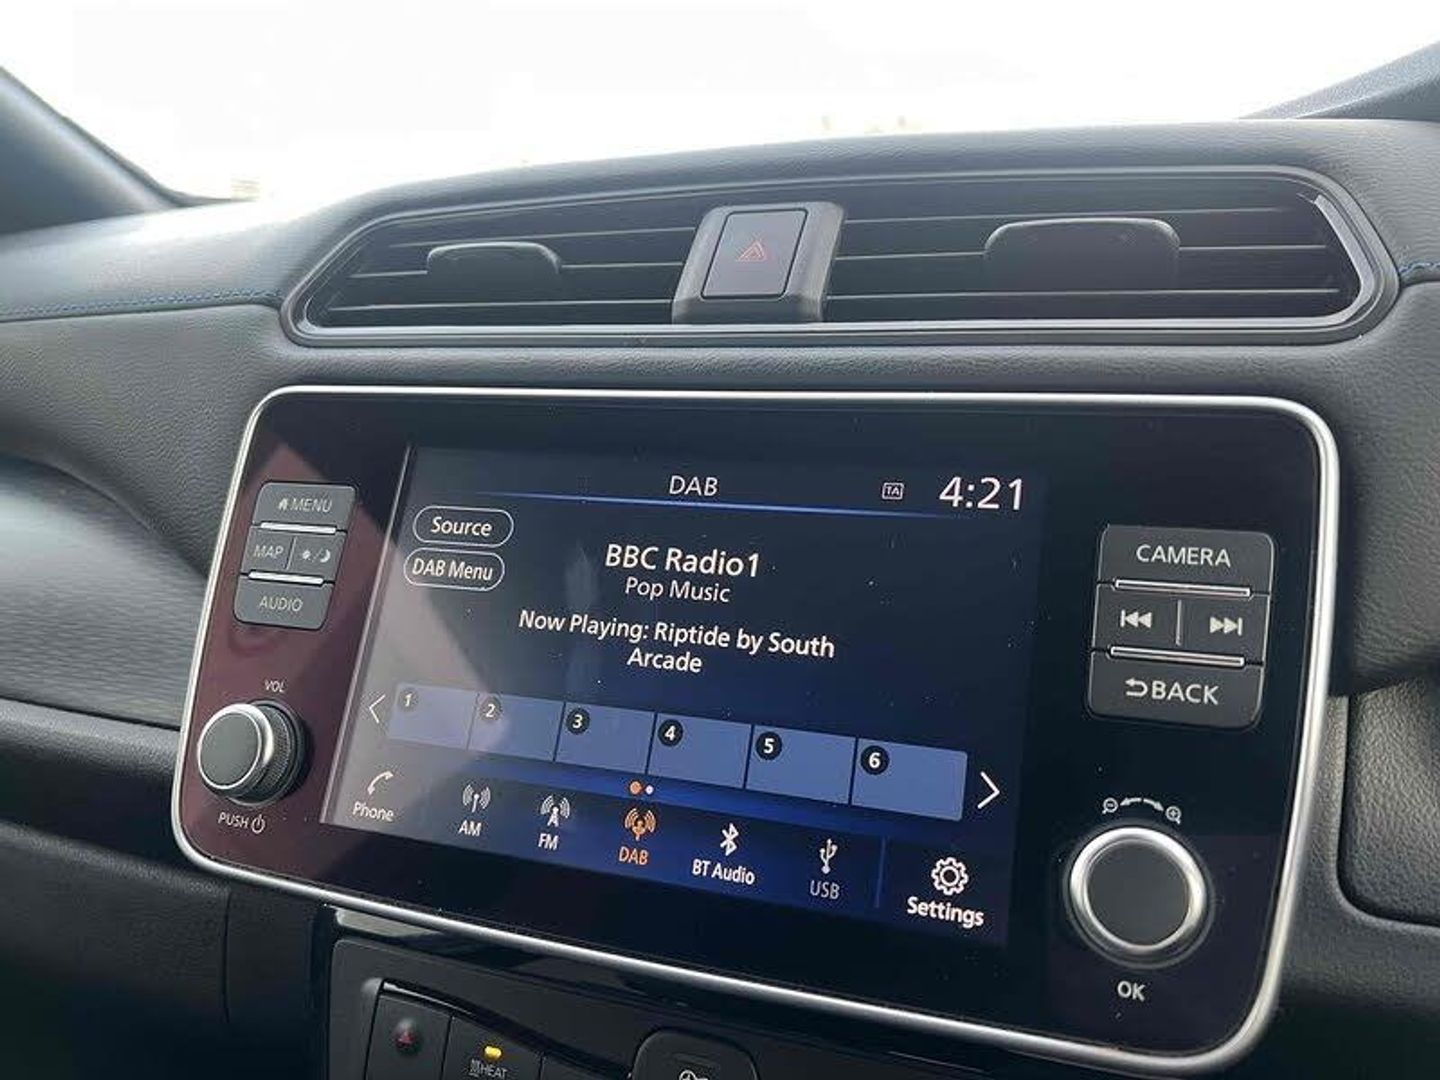 DAB TA 4:21
Source
DAB Menu
BBC Radio1
Pop Music
Now Playing: Riptide by South
Arcade
1 2 3 4 5 6
Phone AM FM DAB BT Audio USB Settings
MENU
MAP
AUDIO
VOL
PUSH
CAMERA
BACK
OK
HEAT